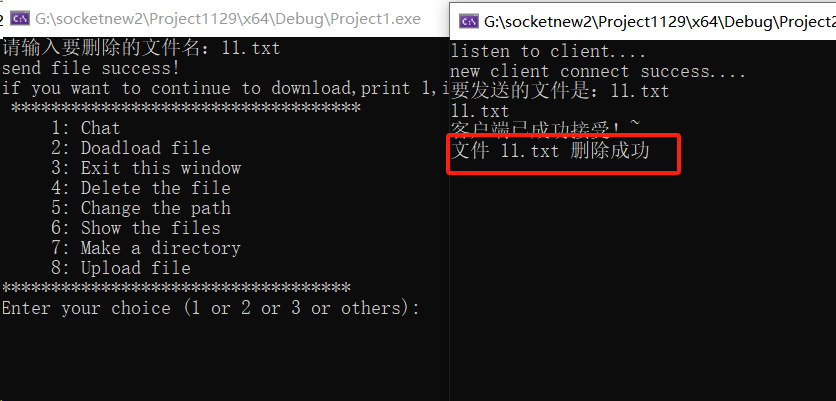 G:\socketnew2\Project1129\x64\Debug\Project1.exe
请输入要删除的文件名：11.txt
send file success!
if you want to continue to download,print 1,i
***********************************
1: Chat
2: Doadload file
3: Exit this window
4: Delete the file
5: Change the path
6: Show the files
7: Make a directory
8: Upload file
***********************************
Enter your choice (1 or 2 or 3 or others):
G:\socketnew2\Project1129\x64\Debug\Project2
listen to client....
new client connect success....
要发送的文件是：11.txt
11.txt
客户端已成功接受！~
文件 11.txt 删除成功